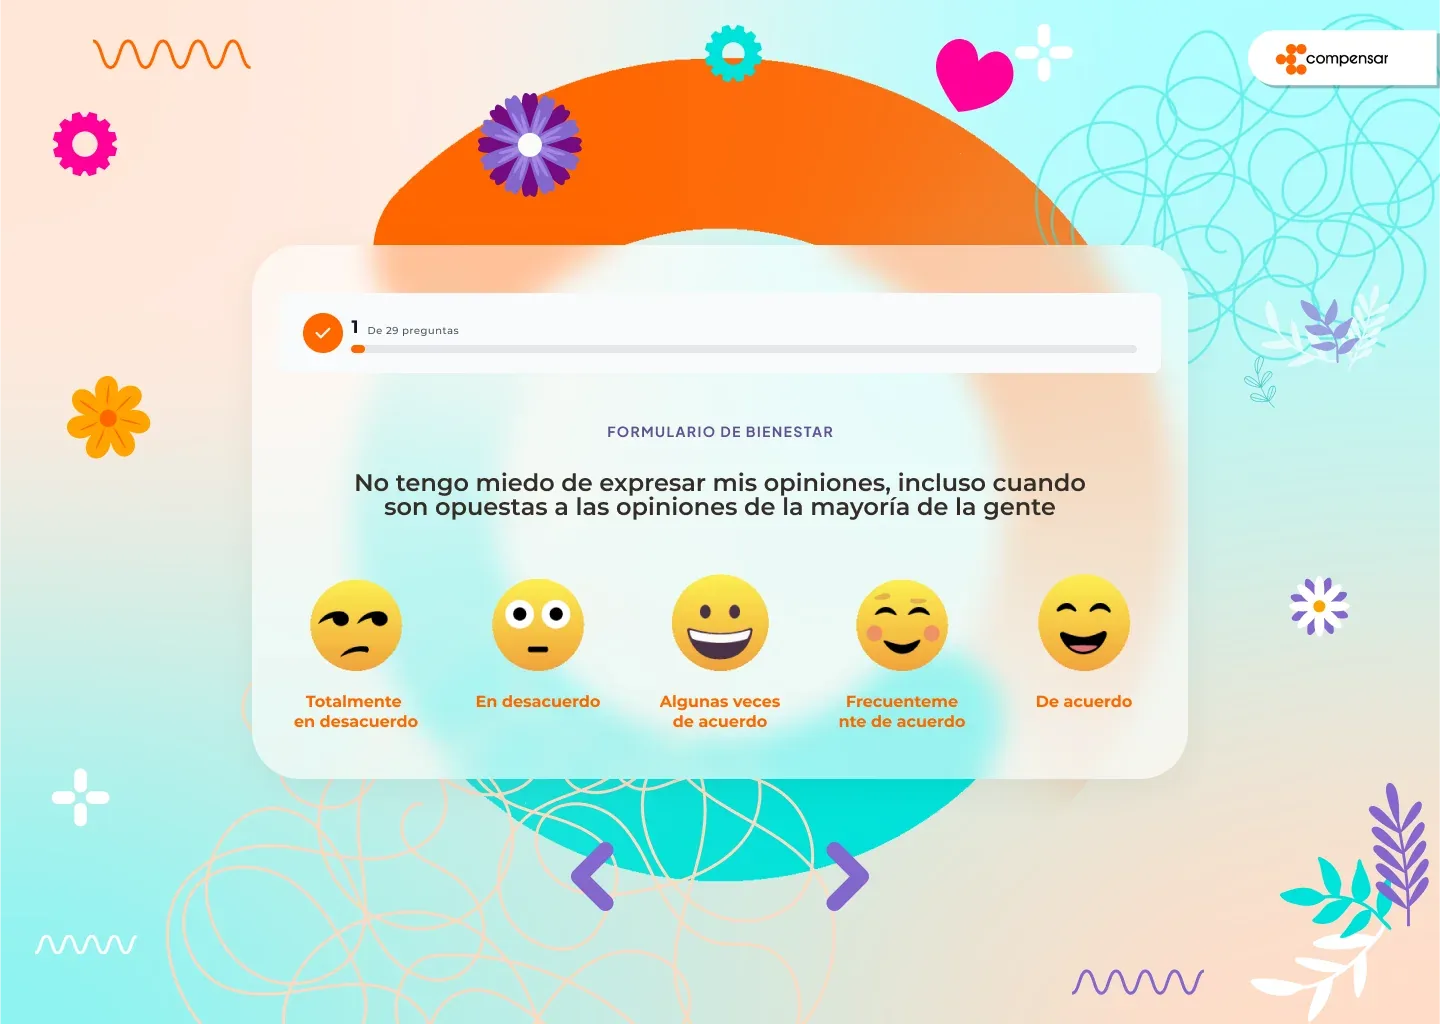 compensar
1 De 29 preguntas
FORMULARIO DE BIENESTAR
No tengo miedo de expresar mis opiniones, incluso cuando
son opuestas a las opiniones de la mayoría de la gente
Totalmente
en desacuerdo
En desacuerdo
Algunas veces
de acuerdo
Frecuenteme
nte de acuerdo
De acuerdo